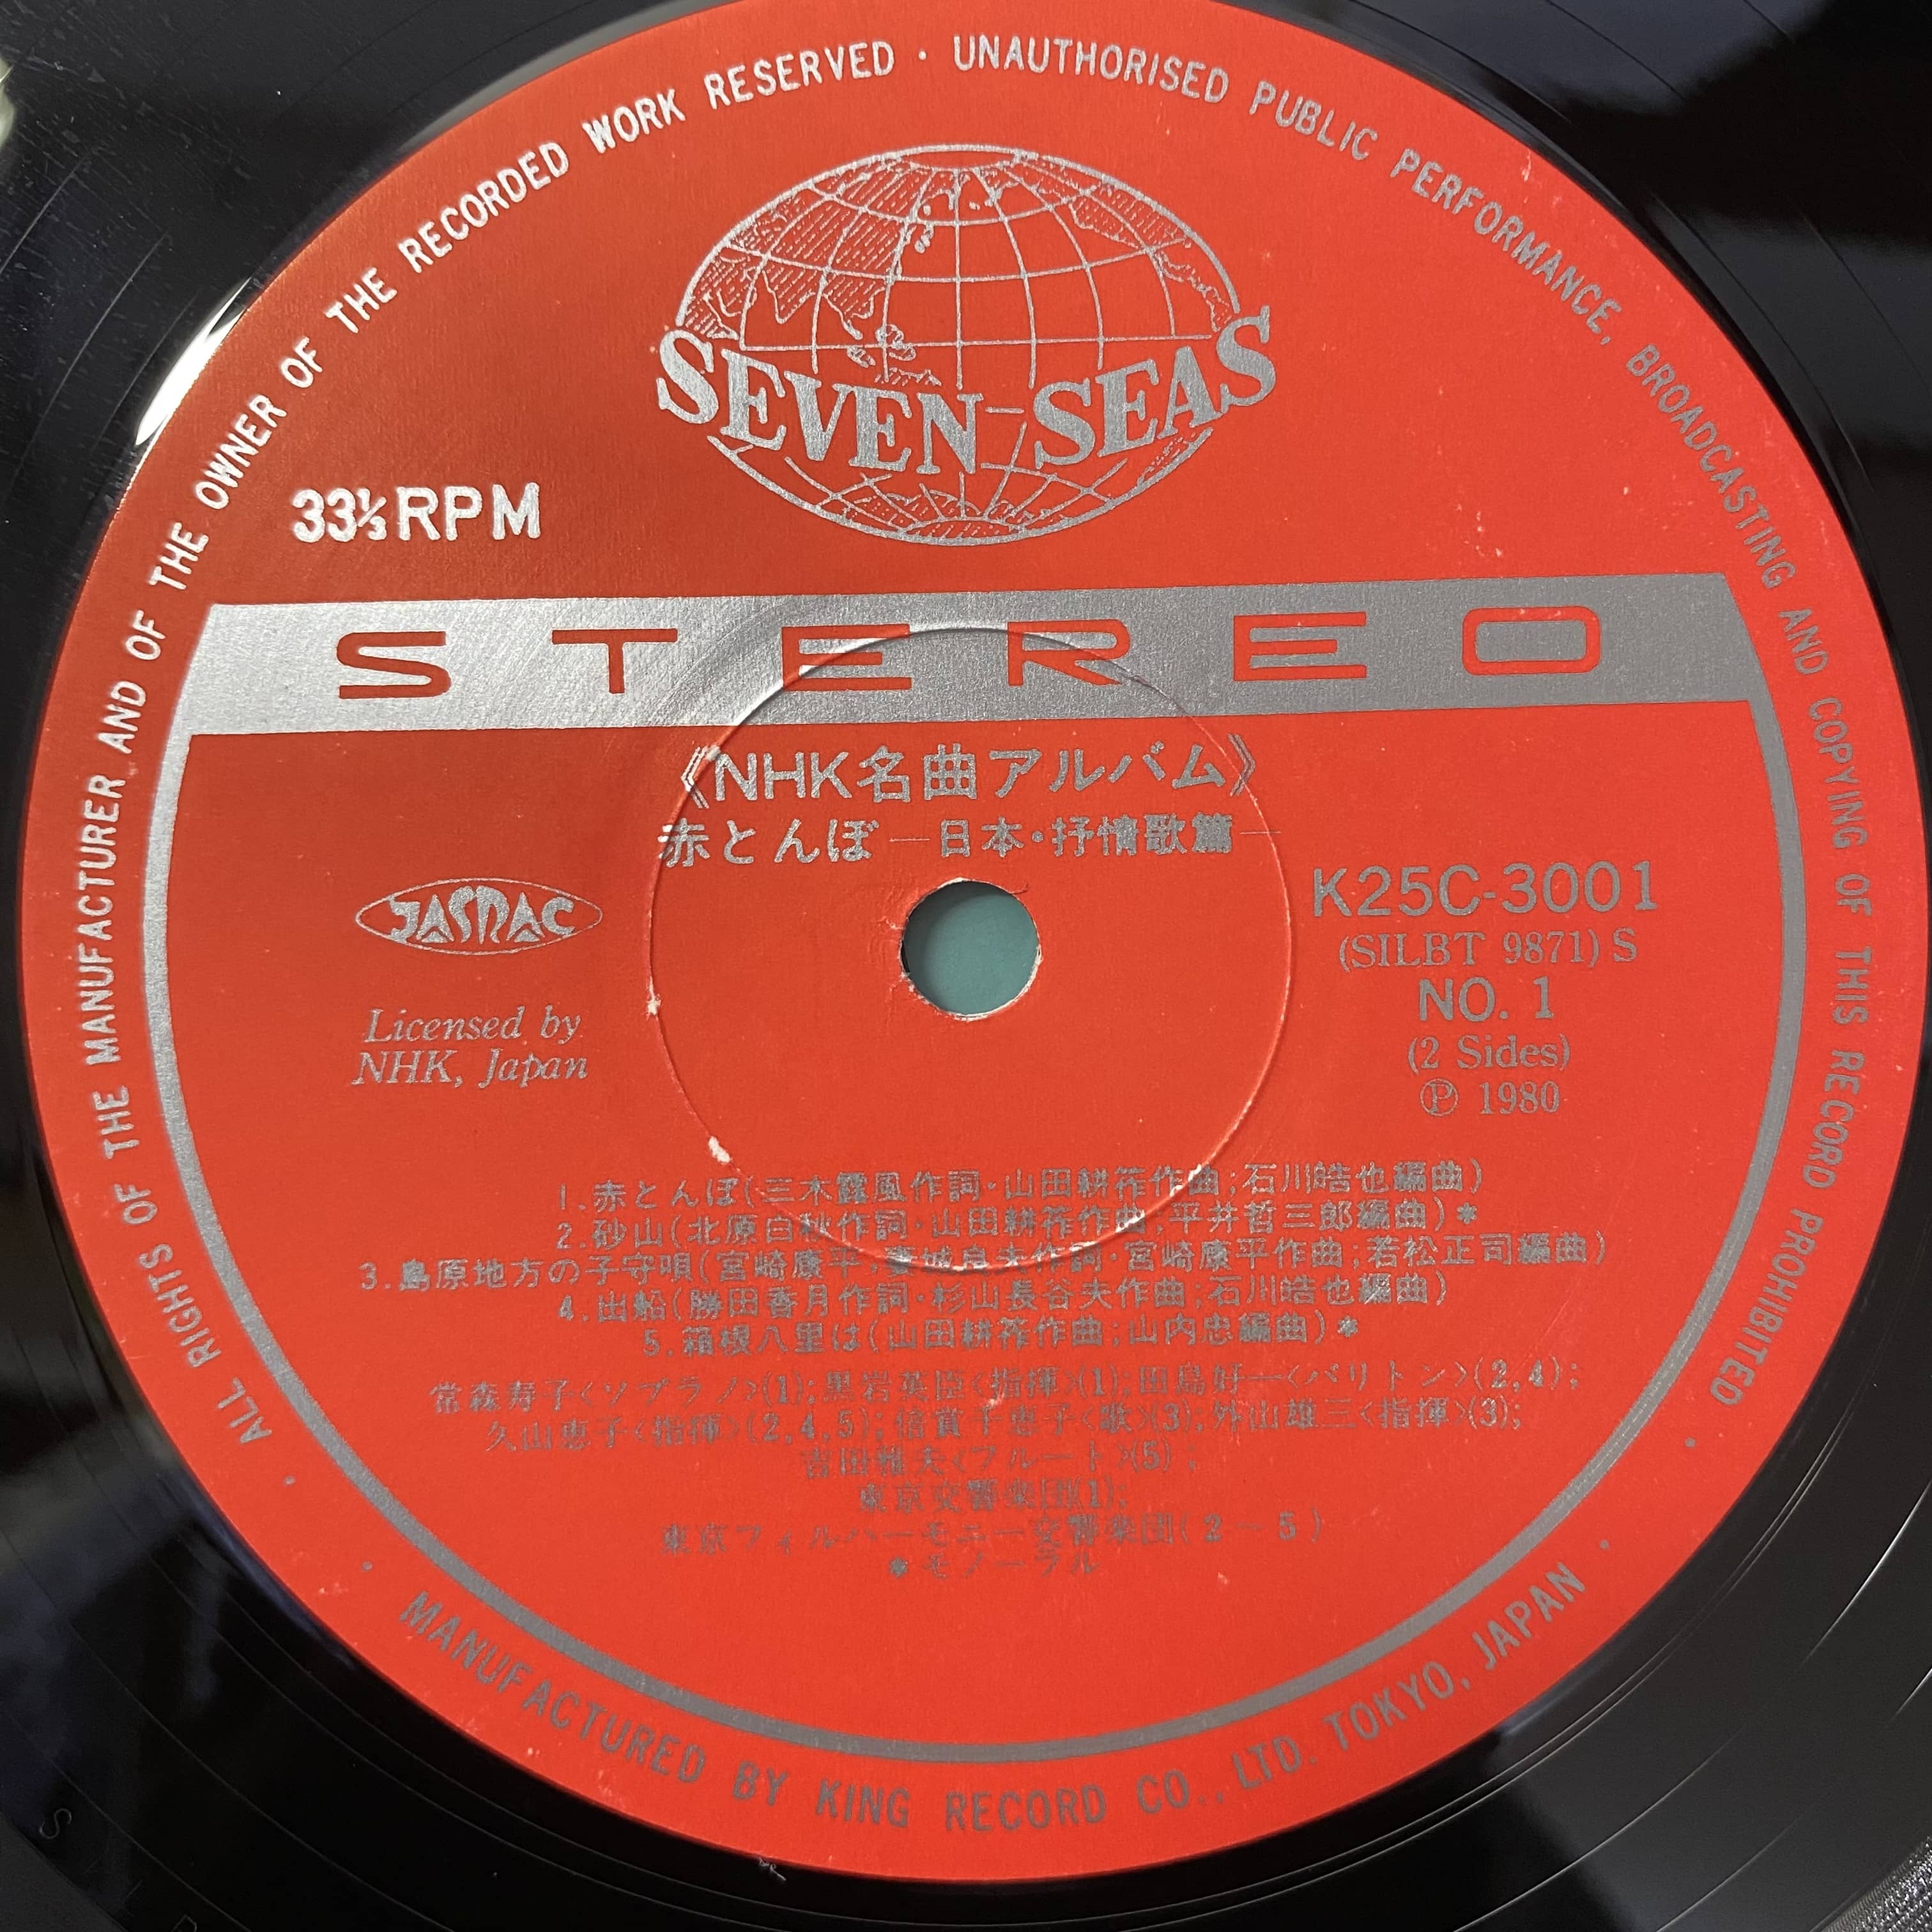 ALL RIGHTS OF THE MANUFACTURER AND OF THE OWNER OF THE RECORDED WORK RESERVED · UNAUTHORISED PUBLIC PERFORMANCE, BROADCASTING AND COPYING OF THIS RECORD PROHIBITED
SEVEN-SEAS
33⅓RPM
STEREO
《NHK名曲アルバム》
赤とんぼ—日本・抒情歌篇—
JASRAC
Licensed by
NHK, Japan
K25C-3001
(SILBT 9871) S
NO. 1
(2 Sides)
Ⓟ 1980
1.赤とんぼ(三木露風作詞・山田耕筰作曲;石川皓也編曲)
2.砂山(北原白秋作詞・山田耕筰作曲;平井哲三郎編曲)*
3.島原地方の子守唄(宮崎康平;妻城良夫作詞・宮崎康平作曲;若松正司編曲)
4.出船(勝田香月作詞・杉山長谷夫作曲;石川皓也編曲)
5.箱根八里は(山田耕筰作曲;山内忠編曲)*
常森寿子〈ソプラノ〉(1);黒岩英臣〈指揮〉(1);田島好一〈バリトン〉(2,4);
久山恵子〈指揮〉(2,4,5);倍賞千恵子〈歌〉(3);外山雄三〈指揮〉(3);
吉田雅夫〈フルート〉(5);
東京交響楽団(1);
東京フィルハーモニー交響楽団(2～5)
*モノーラル
· MANUFACTURED BY KING RECORD CO., LTD. TOKYO, JAPAN ·
S